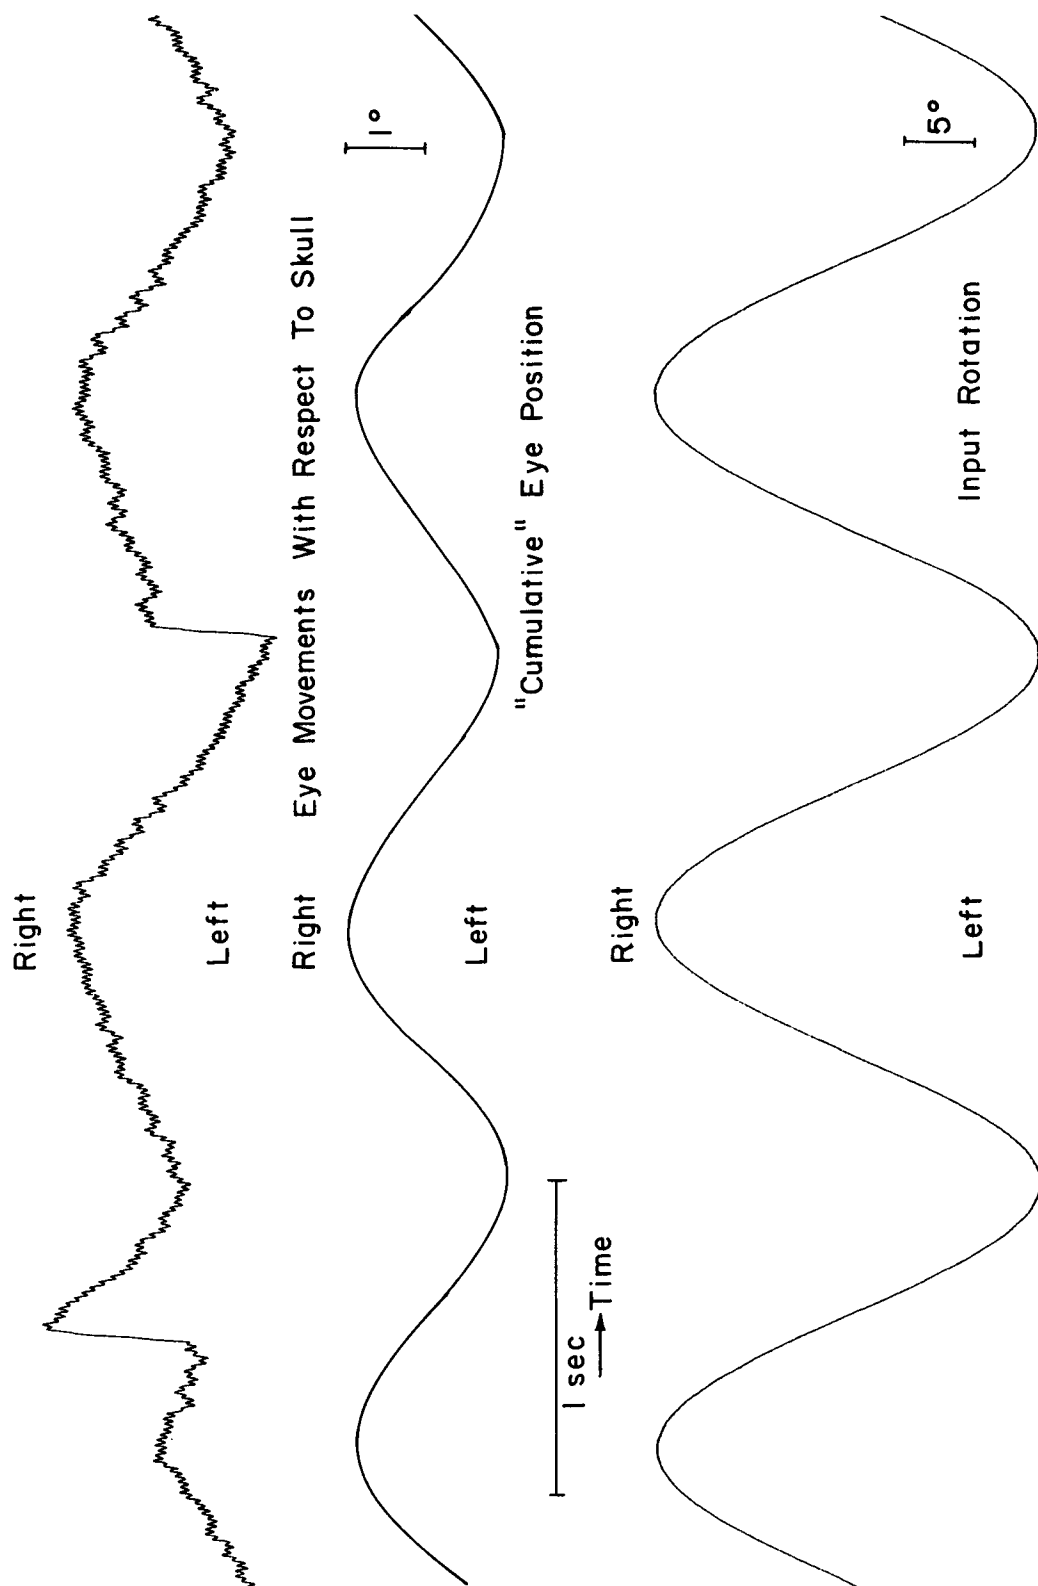 Right
Left
Right Eye Movements With Respect To Skull
1°
Left
"Cumulative" Eye Position
1 sec
Time
Right
5°
Left
Input Rotation